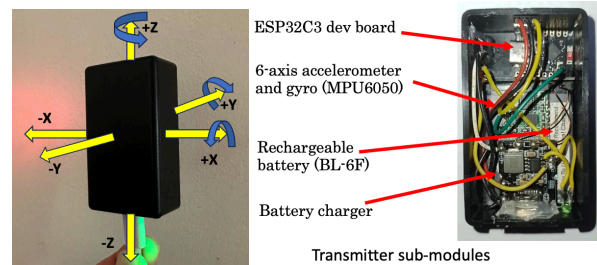 +Z
+Y
-X
+X
-Y
-Z
ESP32C3 dev board
6-axis accelerometer
and gyro (MPU6050)
Rechargeable
battery (BL-6F)
Battery charger
Transmitter sub-modules